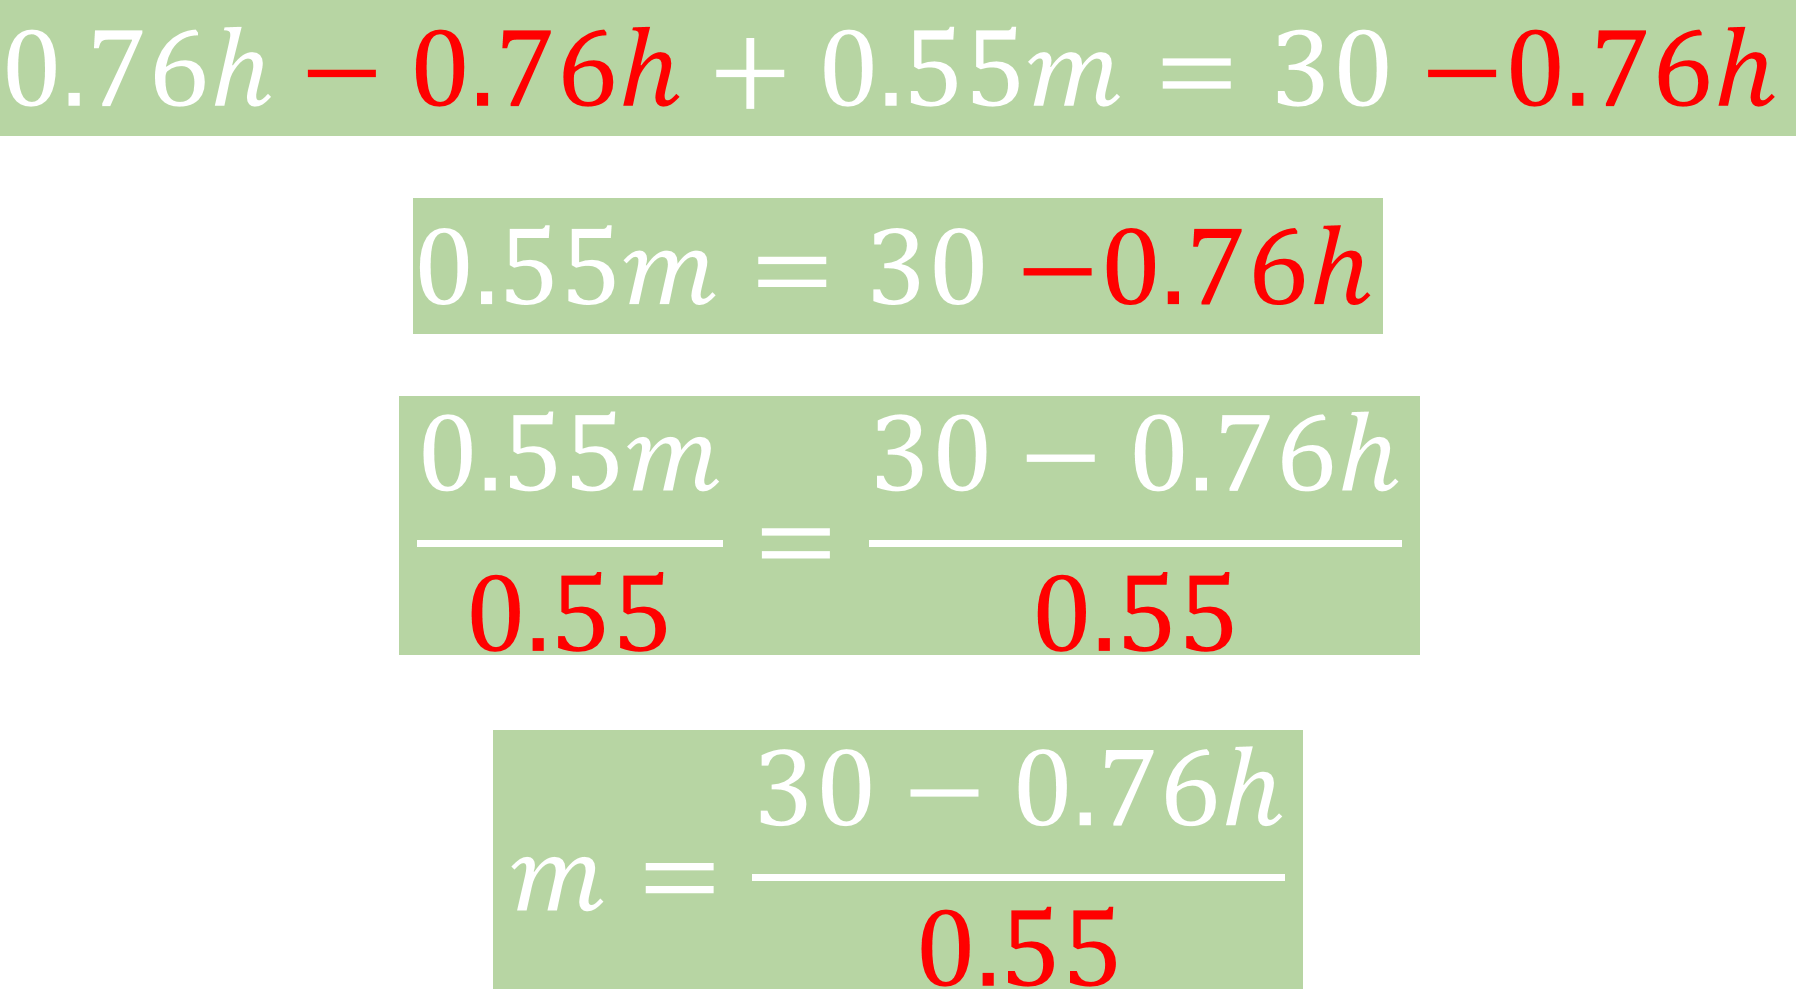 0.76h − 0.76h + 0.55m = 30 −0.76h
0.55m = 30 −0.76h
0.55m / 0.55 = 30 − 0.76h / 0.55
m = 30 − 0.76h / 0.55